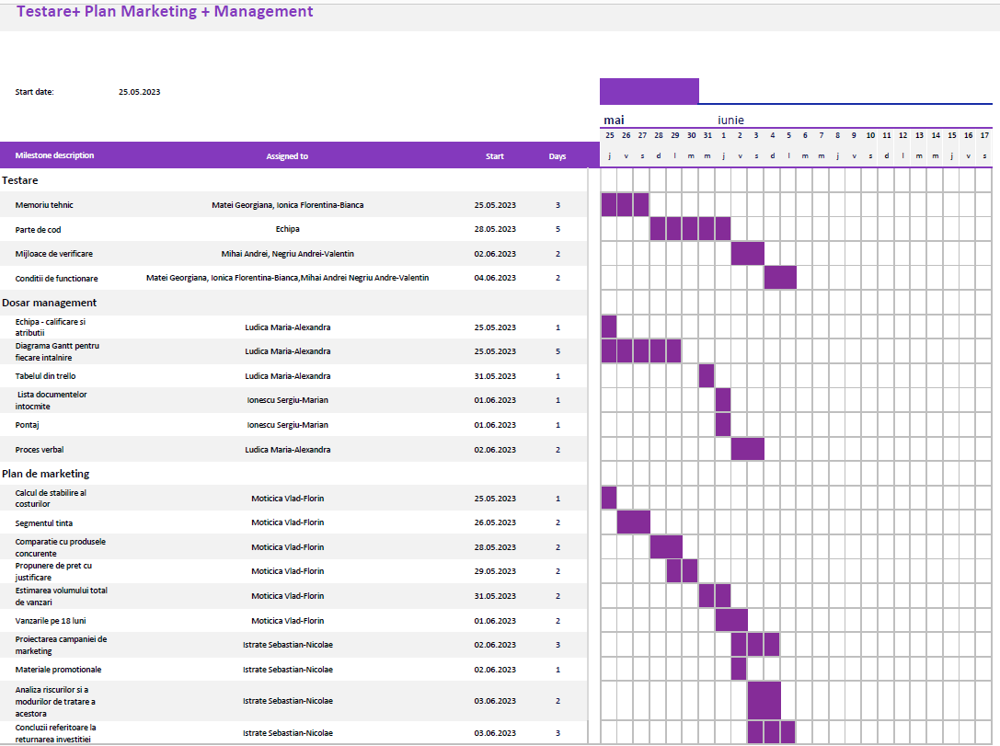 Testare+ Plan Marketing + Management
Start date: 25.05.2023
mai iunie
25 26 27 28 29 30 31 1 2 3 4 5 6 7 8 9 10 11 12 13 14 15 16 17
Milestone description Assigned to Start Days j v s d l m m j v s d l m m j v s d l m m j v s
Testare
Memoriu tehnic Matei Georgiana, Ionica Florentina-Bianca 25.05.2023 3
Parte de cod Echipa 28.05.2023 5
Mijloace de verificare Mihai Andrei, Negriu Andrei-Valentin 02.06.2023 2
Conditii de functionare Matei Georgiana, Ionica Florentina-Bianca,Mihai Andrei Negriu Andre-Valentin 04.06.2023 2
Dosar management
Echipa - calificare si
atributii Ludica Maria-Alexandra 25.05.2023 1
Diagrama Gantt pentru
fiecare intalnire Ludica Maria-Alexandra 25.05.2023 5
Tabelul din trello Ludica Maria-Alexandra 31.05.2023 1
Lista documentelor
intocmite Ionescu Sergiu-Marian 01.06.2023 1
Pontaj Ionescu Sergiu-Marian 01.06.2023 1
Proces verbal Ludica Maria-Alexandra 02.06.2023 2
Plan de marketing
Calcul de stabilire al
costurilor Moticica Vlad-Florin 25.05.2023 1
Segmentul tinta Moticica Vlad-Florin 26.05.2023 2
Comparatie cu produsele
concurente Moticica Vlad-Florin 28.05.2023 2
Propunere de pret cu
justificare Moticica Vlad-Florin 29.05.2023 2
Estimarea volumului total
de vanzari Moticica Vlad-Florin 31.05.2023 2
Vanzarile pe 18 luni Moticica Vlad-Florin 01.06.2023 2
Proiectarea campaniei de
marketing Istrate Sebastian-Nicolae 02.06.2023 3
Materiale promotionale Istrate Sebastian-Nicolae 02.06.2023 1
Analiza riscurilor si a
modurilor de tratare a
acestora Istrate Sebastian-Nicolae 03.06.2023 2
Concluzii referitoare la
returnarea investitiei Istrate Sebastian-Nicolae 03.06.2023 3